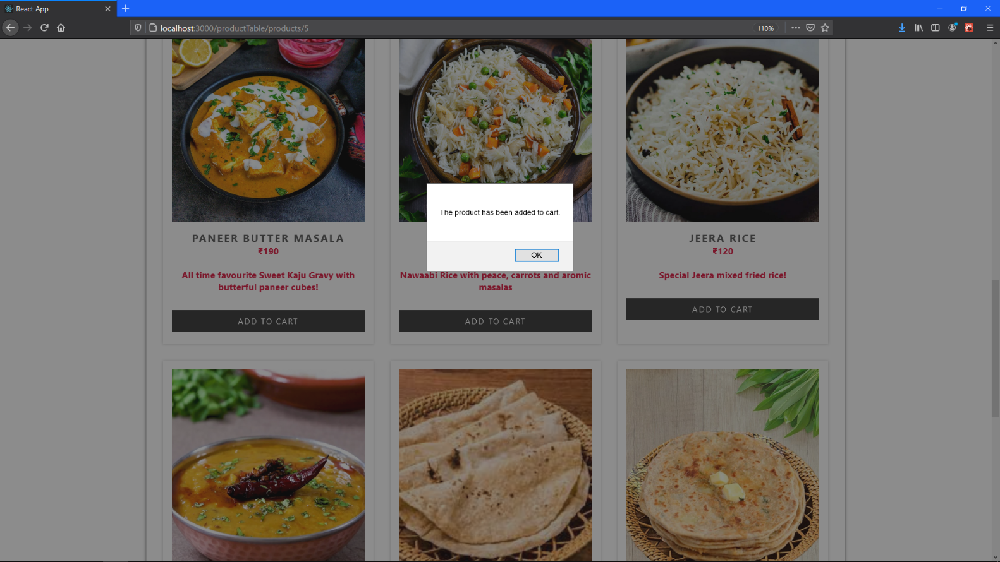 React App
localhost:3000/productTable/products/5
110%
The product has been added to cart.
OK
PANEER BUTTER MASALA
₹190
All time favourite Sweet Kaju Gravy with
butterful paneer cubes!
ADD TO CART
Nawaabi Rice with peace, carrots and aromic
masalas
ADD TO CART
JEERA RICE
₹120
Special Jeera mixed fried rice!
ADD TO CART